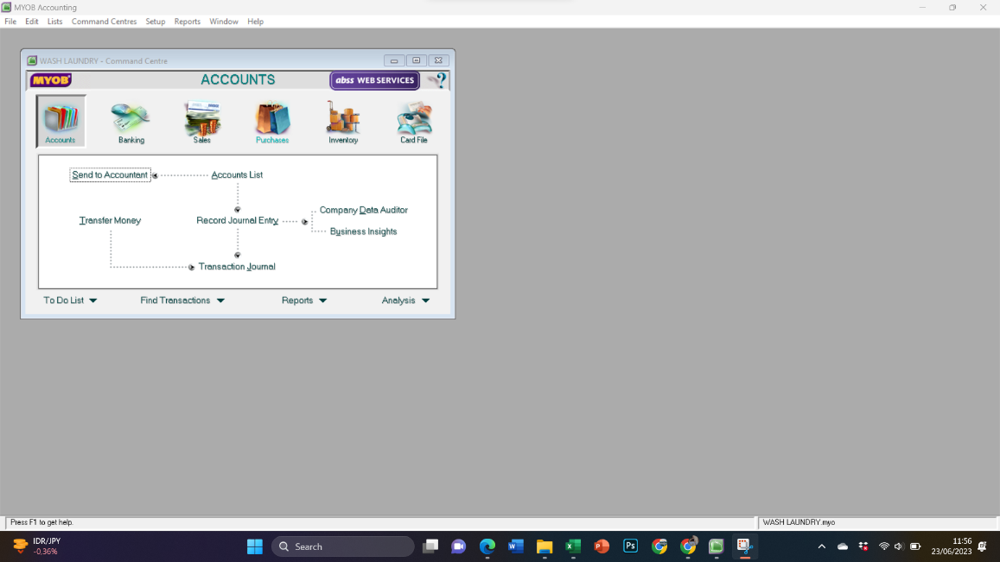 MYOB Accounting
File Edit Lists Command Centres Setup Reports Window Help
WASH LAUNDRY - Command Centre
MYOB ACCOUNTS abss WEB SERVICES ?
Accounts Banking Sales Purchases Inventory Card File
Send to Accountant Accounts List
Company Data Auditor
Transfer Money Record Journal Entry
Business Insights
Transaction Journal
To Do List Find Transactions Reports Analysis
Press F1 to get help. WASH LAUNDRY.myo
IDR/JPY
-0,36%
Search
11:56
23/06/2023